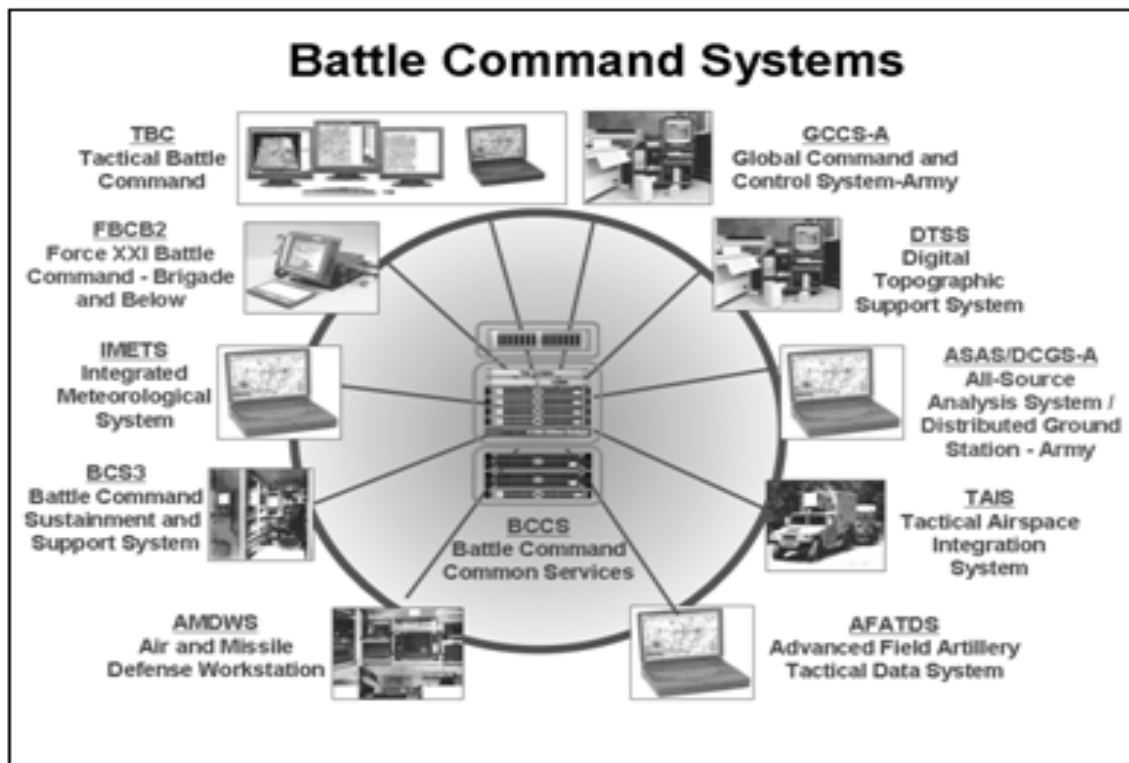 Battle Command Systems
TBC
Tactical Battle
Command
GCCS-A
Global Command and
Control System-Army
FBCB2
Force XXI Battle
Command - Brigade
and Below
DTSS
Digital
Topographic
Support System
IMETS
Integrated
Meteorological
System
ASAS/DCGS-A
All-Source
Analysis System /
Distributed Ground
Station - Army
BCS3
Battle Command
Sustainment and
Support System
BCCS
Battle Command
Common Services
TAIS
Tactical Airspace
Integration
System
AMDWS
Air and Missile
Defense Workstation
AFATDS
Advanced Field Artillery
Tactical Data System